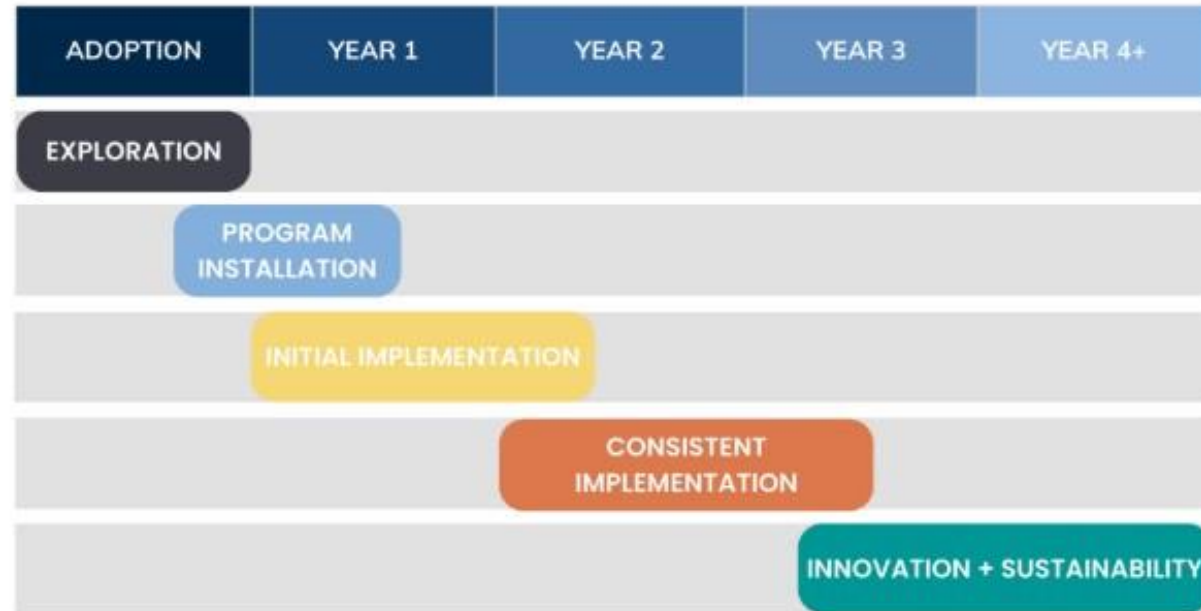 ADOPTION YEAR 1 YEAR 2 YEAR 3 YEAR 4+
EXPLORATION
PROGRAM
INSTALLATION
INITIAL IMPLEMENTATION
CONSISTENT
IMPLEMENTATION
INNOVATION + SUSTAINABILITY